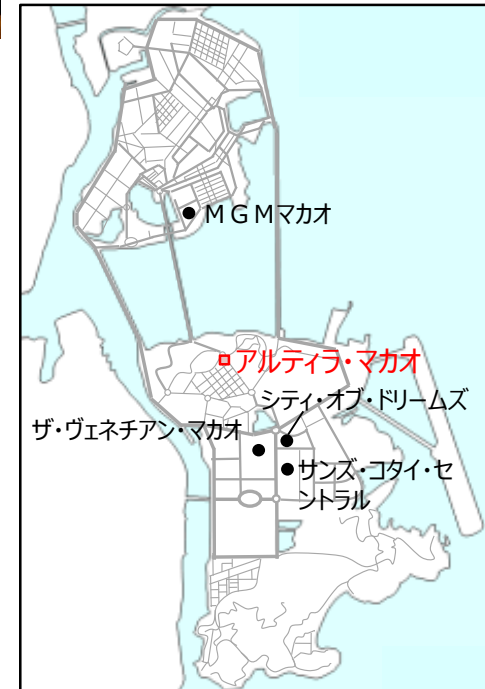 ＭＧＭマカオ
アルティラ・マカオ
シティ・オブ・ドリームズ
ザ・ヴェネチアン・マカオ
サンズ・コタイ・セ
ントラル